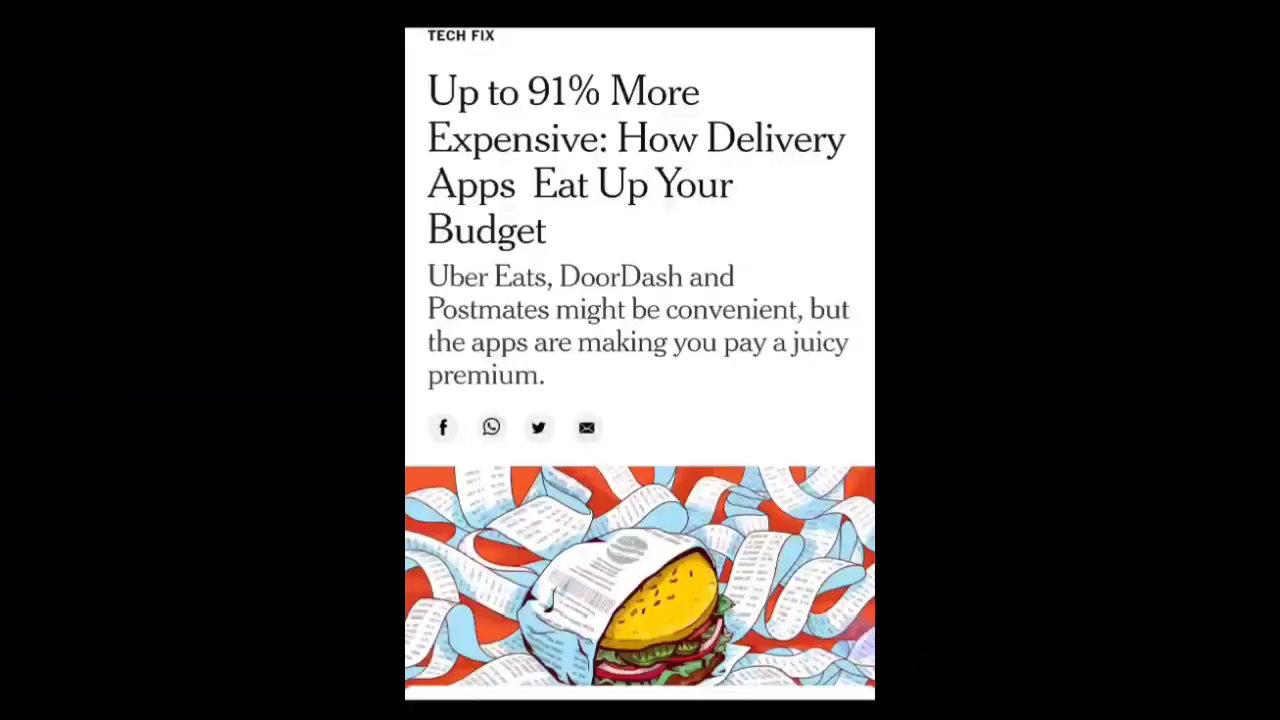 TECH FIX
Up to 91% More
Expensive: How Delivery
Apps Eat Up Your
Budget
Uber Eats, DoorDash and
Postmates might be convenient, but
the apps are making you pay a juicy
premium.